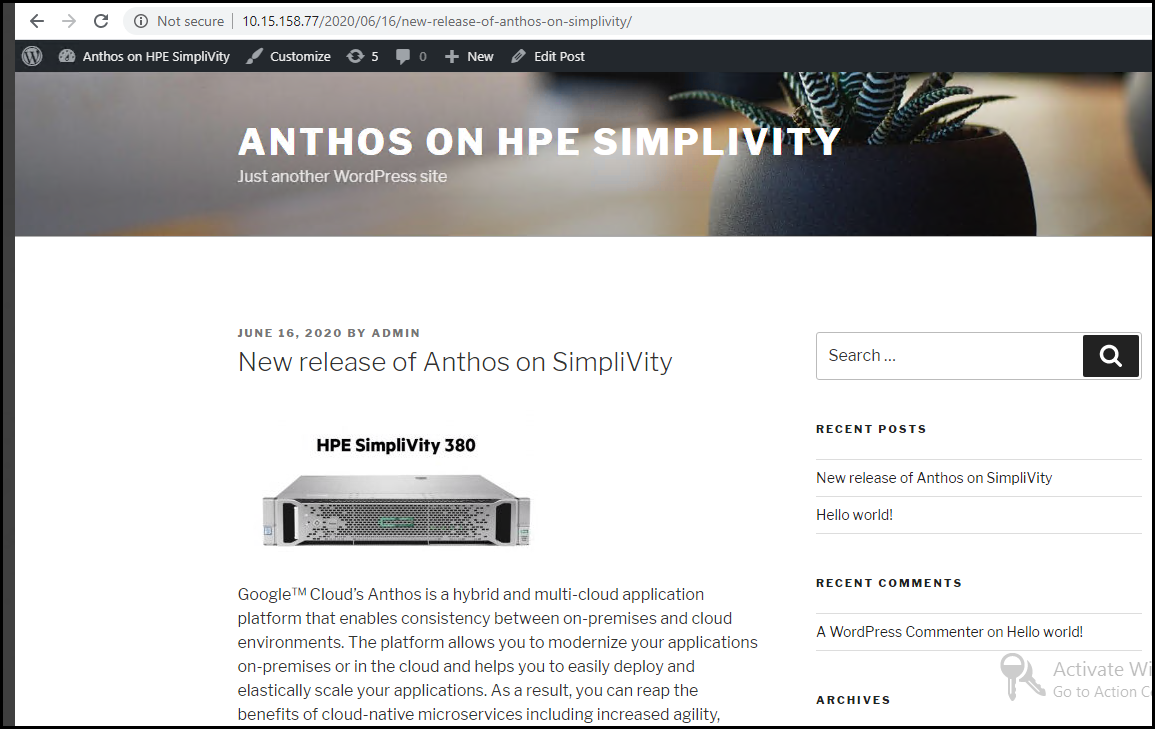 Not secure 10.15.158.77/2020/06/16/new-release-of-anthos-on-simplivity/
Anthos on HPE SimpliVity Customize 5 0 New Edit Post
ANTHOS ON HPE SIMPLIVITY
Just another WordPress site
JUNE 16, 2020 BY ADMIN
New release of Anthos on SimpliVity
HPE SimpliVity 380
Google™ Cloud’s Anthos is a hybrid and multi-cloud application
platform that enables consistency between on-premises and cloud
environments. The platform allows you to modernize your applications
on-premises or in the cloud and helps you to easily deploy and
elastically scale your applications. As a result, you can reap the
benefits of cloud-native microservices including increased agility,
Search …
RECENT POSTS
New release of Anthos on SimpliVity
Hello world!
RECENT COMMENTS
A WordPress Commenter on Hello world!
ARCHIVES
Activate Wi
Go to Action C